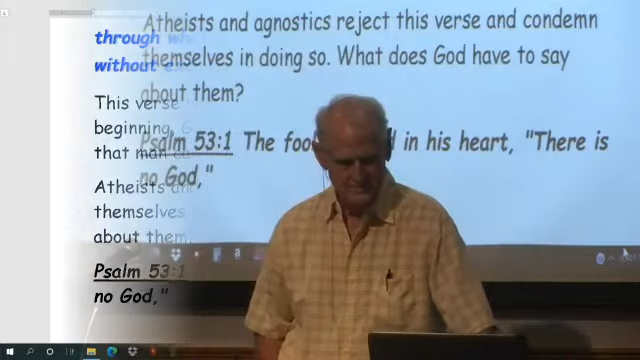 through
without
This verse
beginning,
that man
Atheists
themselves
about them
Psalm 53:1
no God,"
Atheists and agnostics reject this verse and condemn
themselves in doing so. What does God have to say
about them?
Psalm 53:1 The in his heart, "There is
no God,"